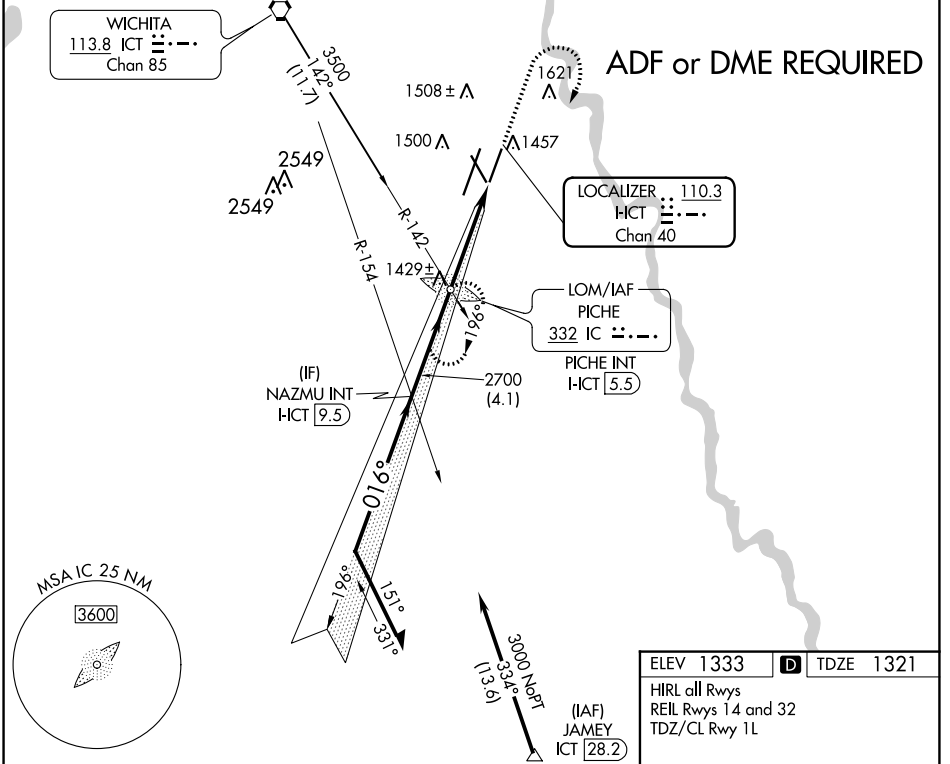 WICHITA
113.8 ICT
Chan 85
3500
142°
(11.7)
ADF or DME REQUIRED
1621
1508 ±
1500
1457
2549
2549
LOCALIZER 110.3
I-ICT
Chan 40
R-142
R-154
1429±
LOM/IAF
PICHE
332 IC
PICHE INT
I-ICT 5.5
196°
(IF)
NAZMU INT
I-ICT 9.5
2700
(4.1)
016°
196°
151°
331°
MSA IC 25 NM
3600
3000 NoPT
334°
(13.6)
(IAF)
JAMEY
ICT 28.2
ELEV 1333 D TDZE 1321
HIRL all Rwys
REIL Rwys 14 and 32
TDZ/CL Rwy 1L